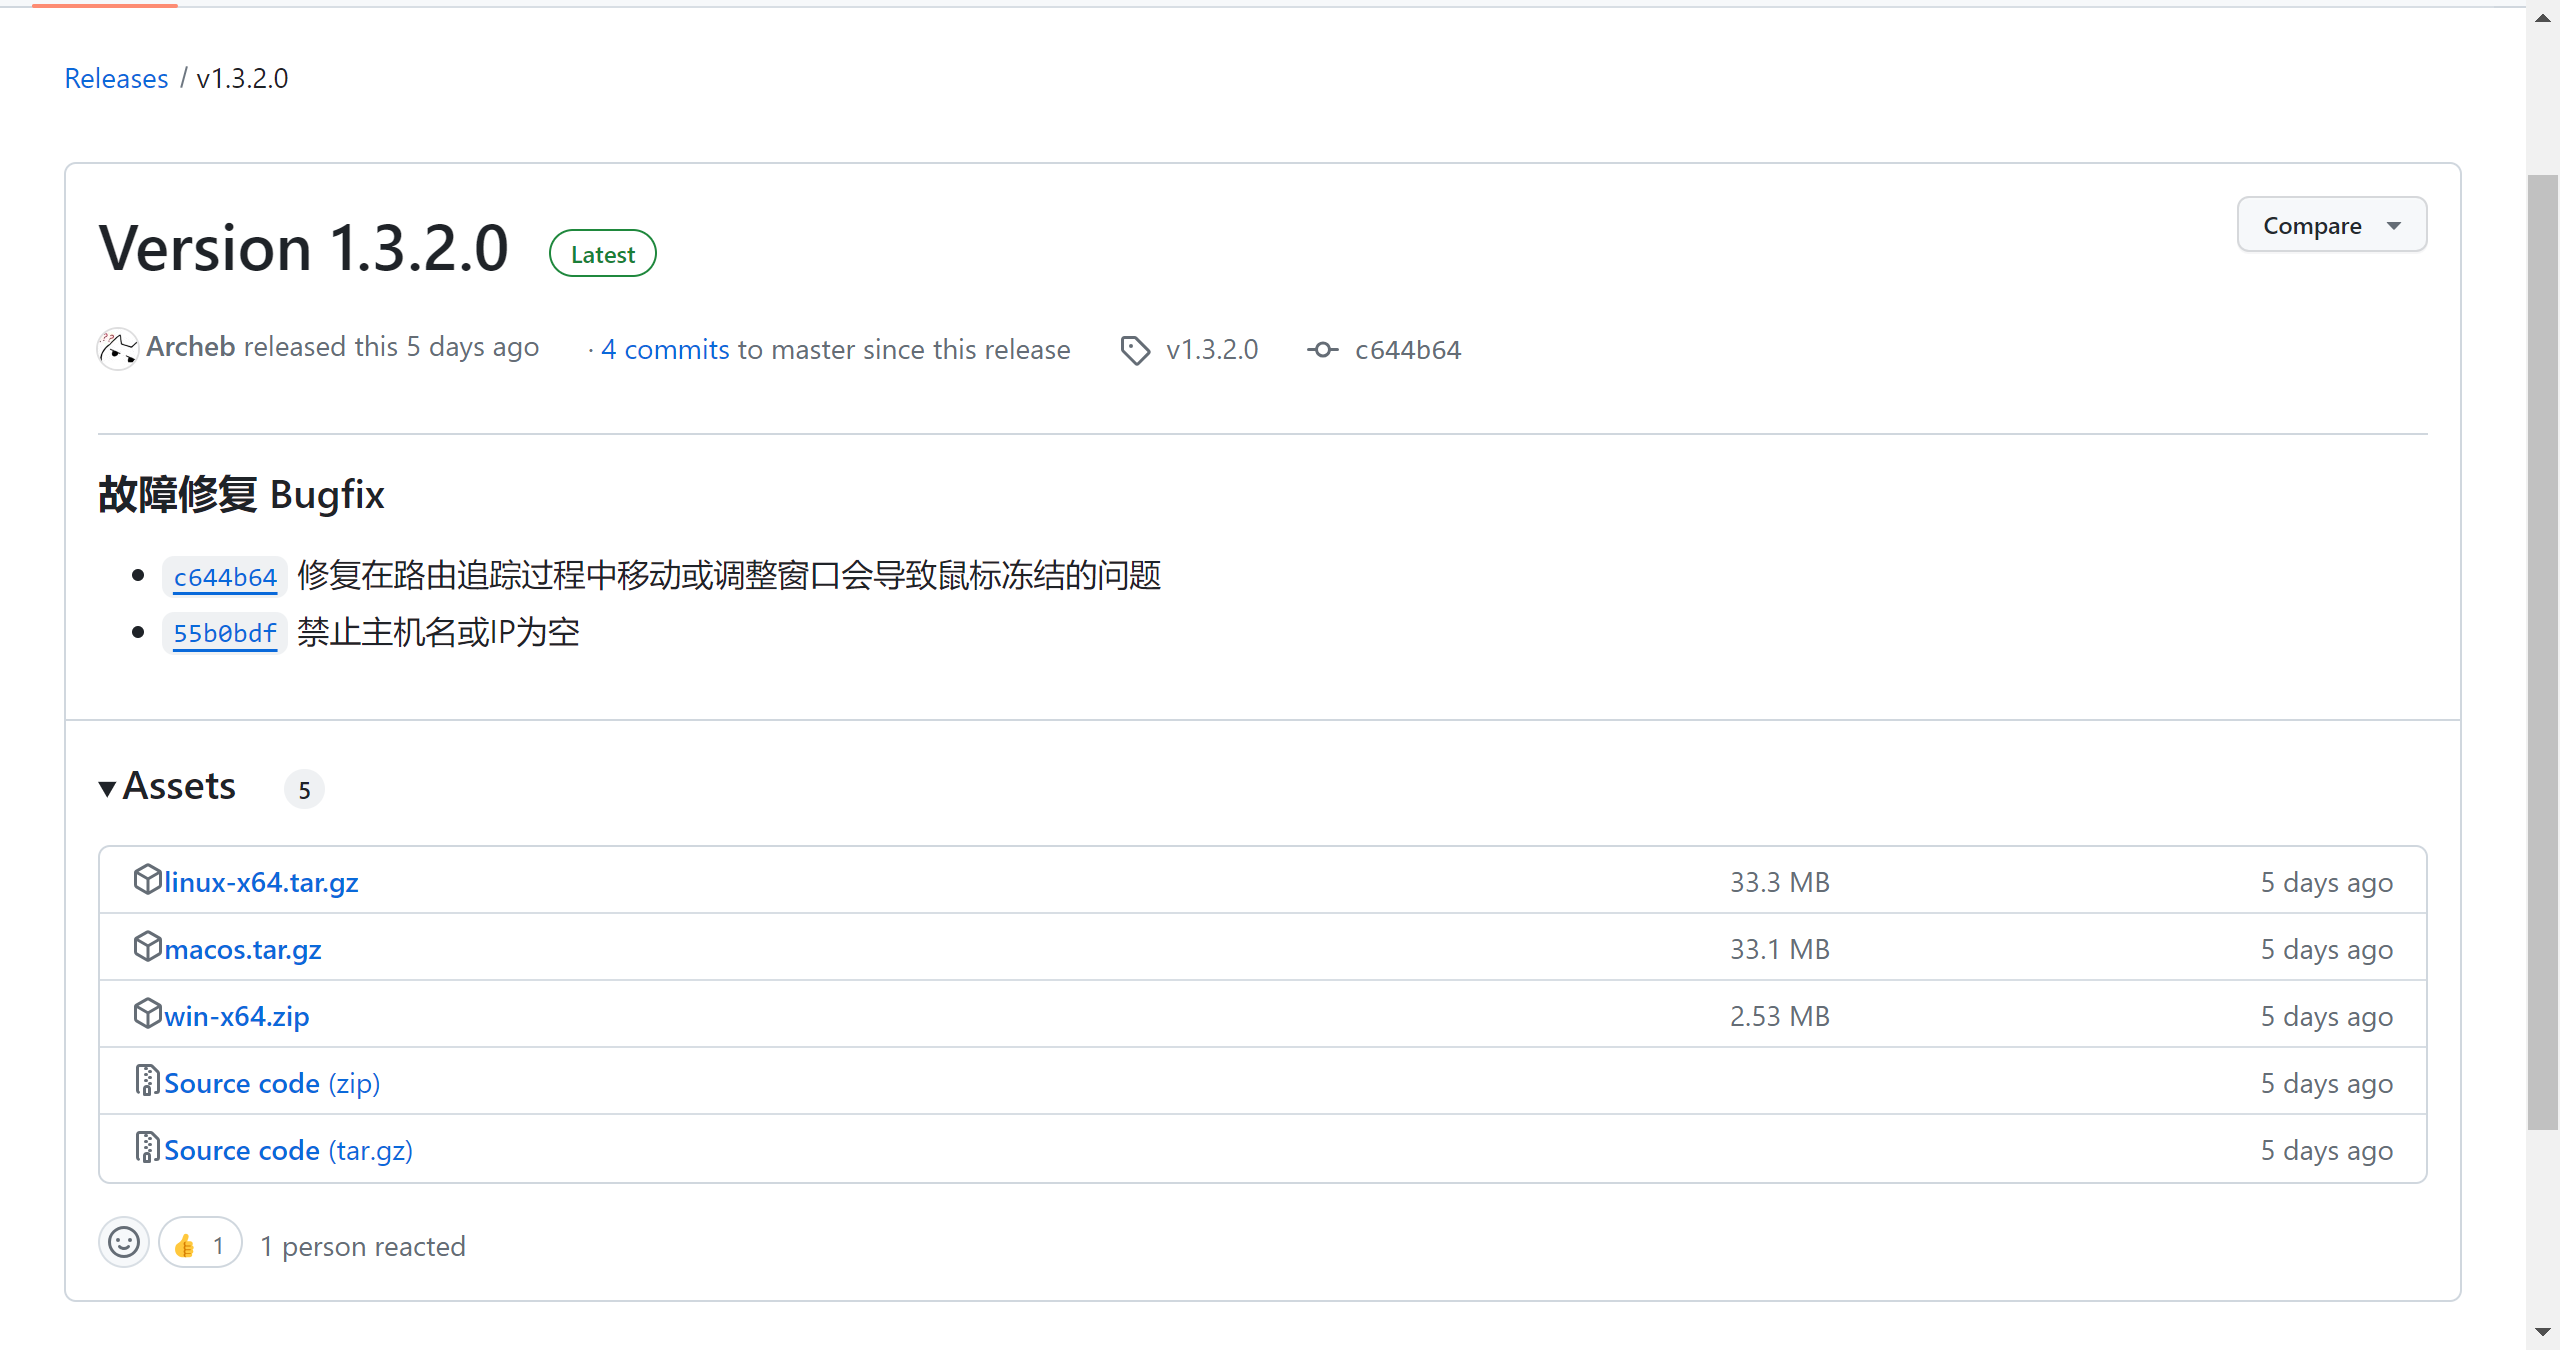 Releases / v1.3.2.0
Version 1.3.2.0 Latest
Compare
Archeb released this 5 days ago · 4 commits to master since this release v1.3.2.0 c644b64
故障修复 Bugfix
c644b64 修复在路由追踪过程中移动或调整窗口会导致鼠标冻结的问题
55b0bdf 禁止主机名或IP为空
Assets 5
linux-x64.tar.gz 33.3 MB 5 days ago
macos.tar.gz 33.1 MB 5 days ago
win-x64.zip 2.53 MB 5 days ago
Source code (zip) 5 days ago
Source code (tar.gz) 5 days ago
👍 1 1 person reacted